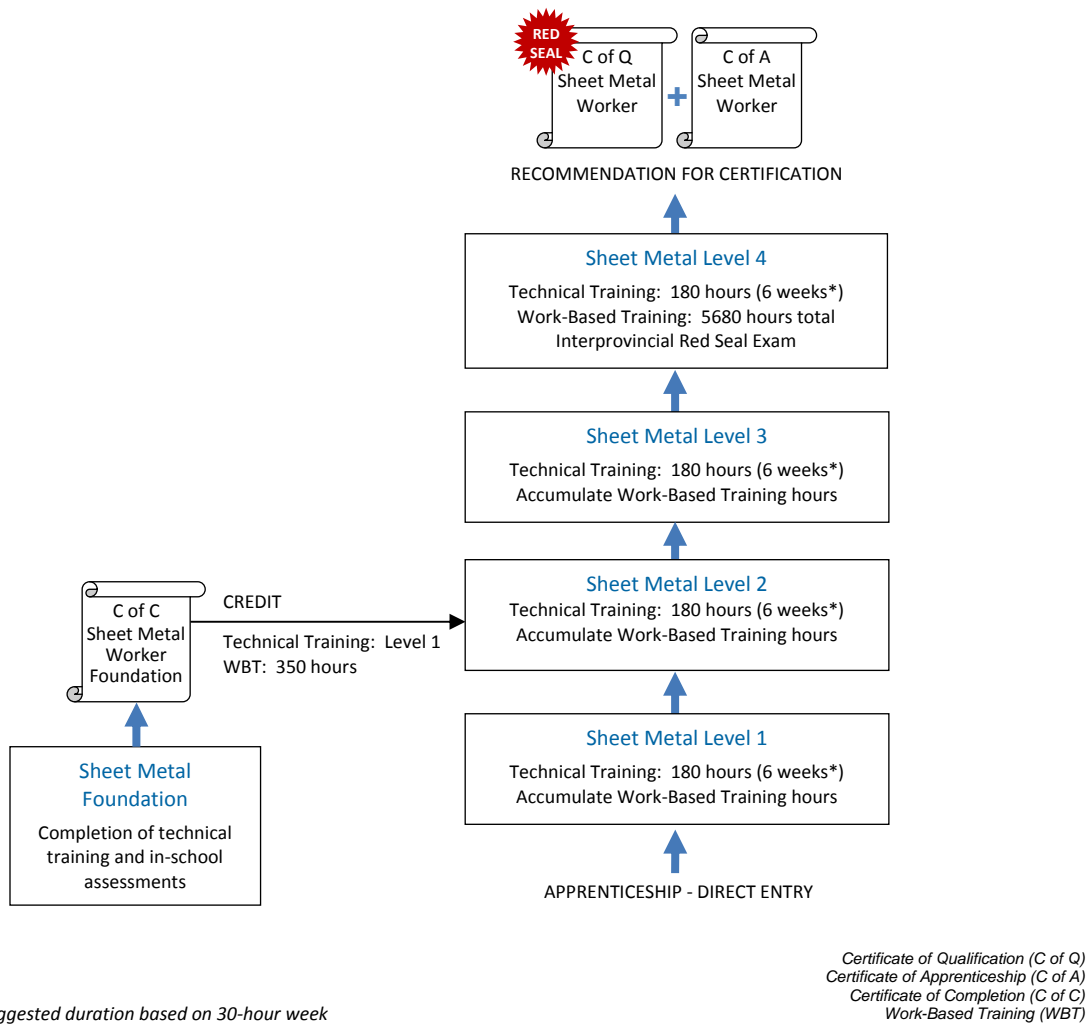 RED
SEAL
C of Q
Sheet Metal
Worker
+
C of A
Sheet Metal
Worker
RECOMMENDATION FOR CERTIFICATION
Sheet Metal Level 4
Technical Training: 180 hours (6 weeks*)
Work-Based Training: 5680 hours total
Interprovincial Red Seal Exam
Sheet Metal Level 3
Technical Training: 180 hours (6 weeks*)
Accumulate Work-Based Training hours
Sheet Metal Level 2
Technical Training: 180 hours (6 weeks*)
Accumulate Work-Based Training hours
C of C
Sheet Metal
Worker
Foundation
CREDIT
Technical Training: Level 1
WBT: 350 hours
Sheet Metal Level 1
Technical Training: 180 hours (6 weeks*)
Accumulate Work-Based Training hours
Sheet Metal
Foundation
Completion of technical
training and in-school
assessments
APPRENTICESHIP - DIRECT ENTRY
Certificate of Qualification (C of Q)
Certificate of Apprenticeship (C of A)
Certificate of Completion (C of C)
Work-Based Training (WBT)
duration based on 30-hour week